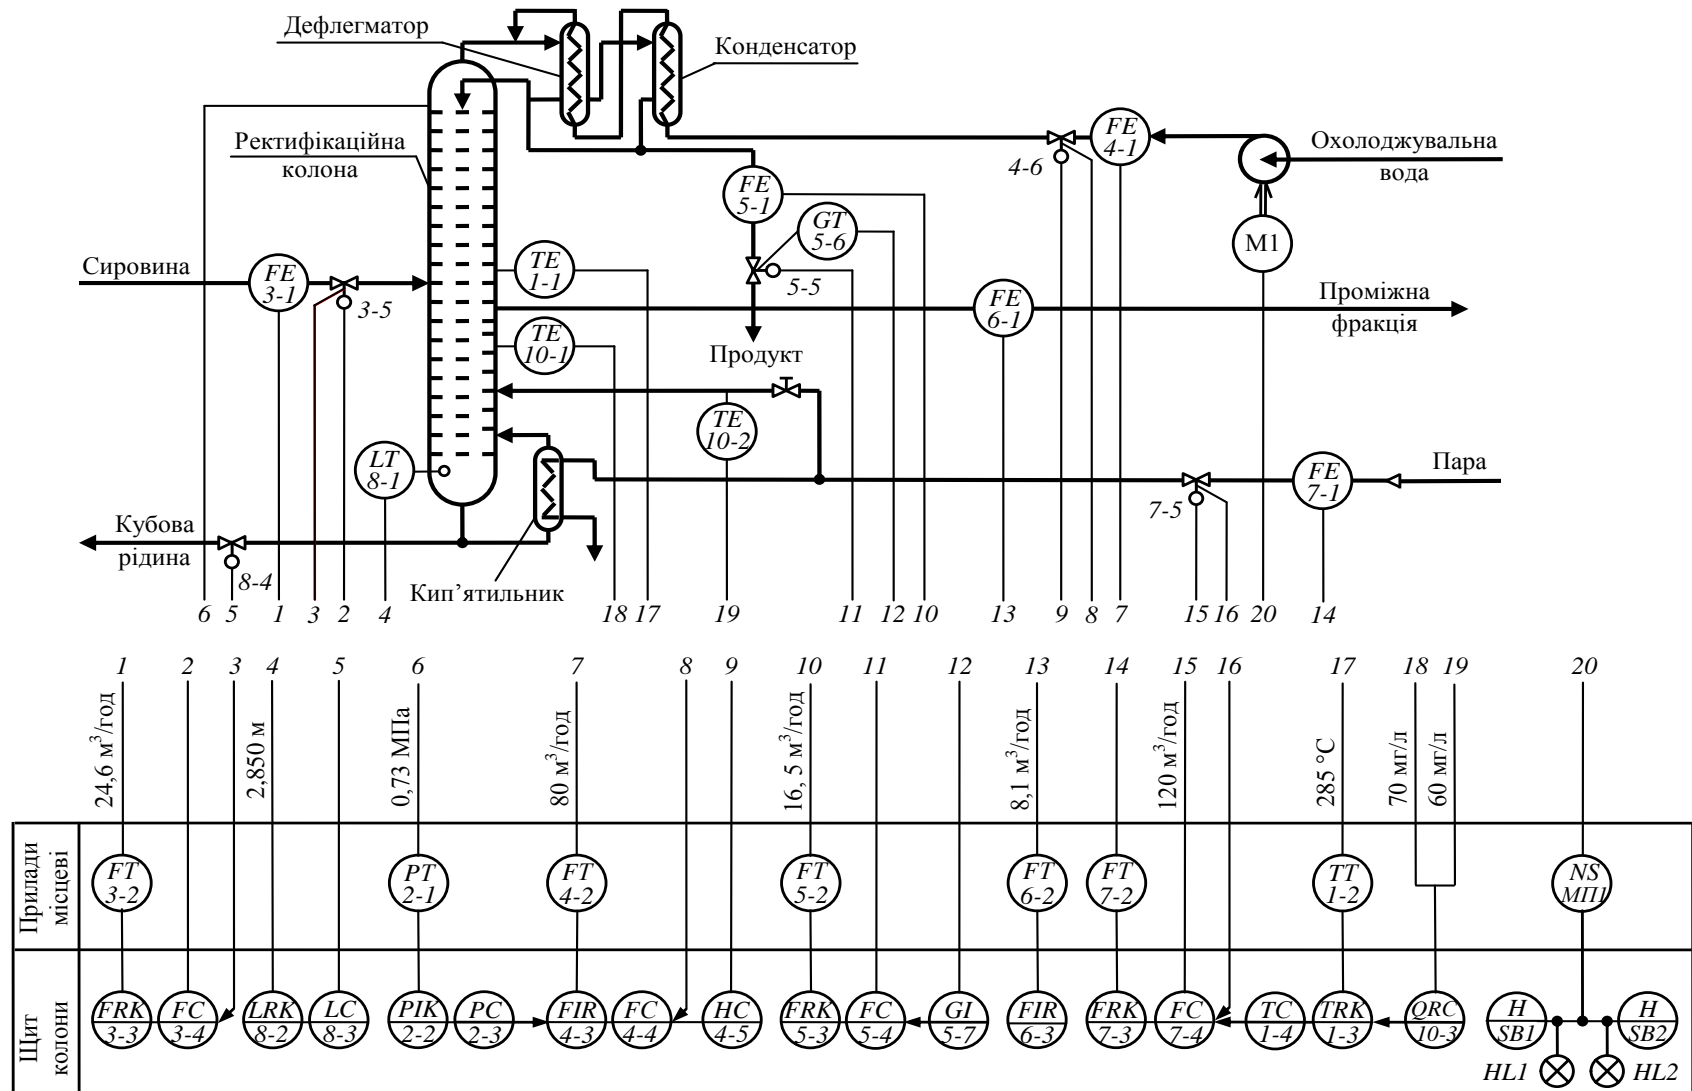 Дефлегматор
Конденсатор
Ректифікаційна
колона
FE
4-1
4-6
Охолоджувальна
вода
FE
5-1
GT
5-6
M1
5-5
Сировина
FE
3-1
3-5
TE
1-1
FE
6-1
Проміжна
фракція
TE
10-1
Продукт
TE
10-2
LT
8-1
FE
7-1
Пара
7-5
Кубова
рідина
8-4
Кип’ятильник
6 5 1 3 2 4 18 17 19 11 12 10 13 9 8 7 15 16 20 14
1 2 3 4 5 6 7 8 9 10 11 12 13 14 15 16 17 18 19 20
24,6 м³/год
2,850 м
0,73 МПа
80 м³/год
16, 5 м³/год
8,1 м³/год
120 м³/год
285 °C
70 мг/л
60 мг/л
Прилади
місцеві
FT
3-2
PT
2-1
FT
4-2
FT
5-2
FT
6-2
FT
7-2
TT
1-2
NS
МП1
Щит
колони
FRK
3-3
FC
3-4
LRK
8-2
LC
8-3
PIK
2-2
PC
2-3
FIR
4-3
FC
4-4
HC
4-5
FRK
5-3
FC
5-4
GI
5-7
FIR
6-3
FRK
7-3
FC
7-4
TC
1-4
TRK
1-3
QRC
10-3
H
SB1
H
SB2
HL1
HL2